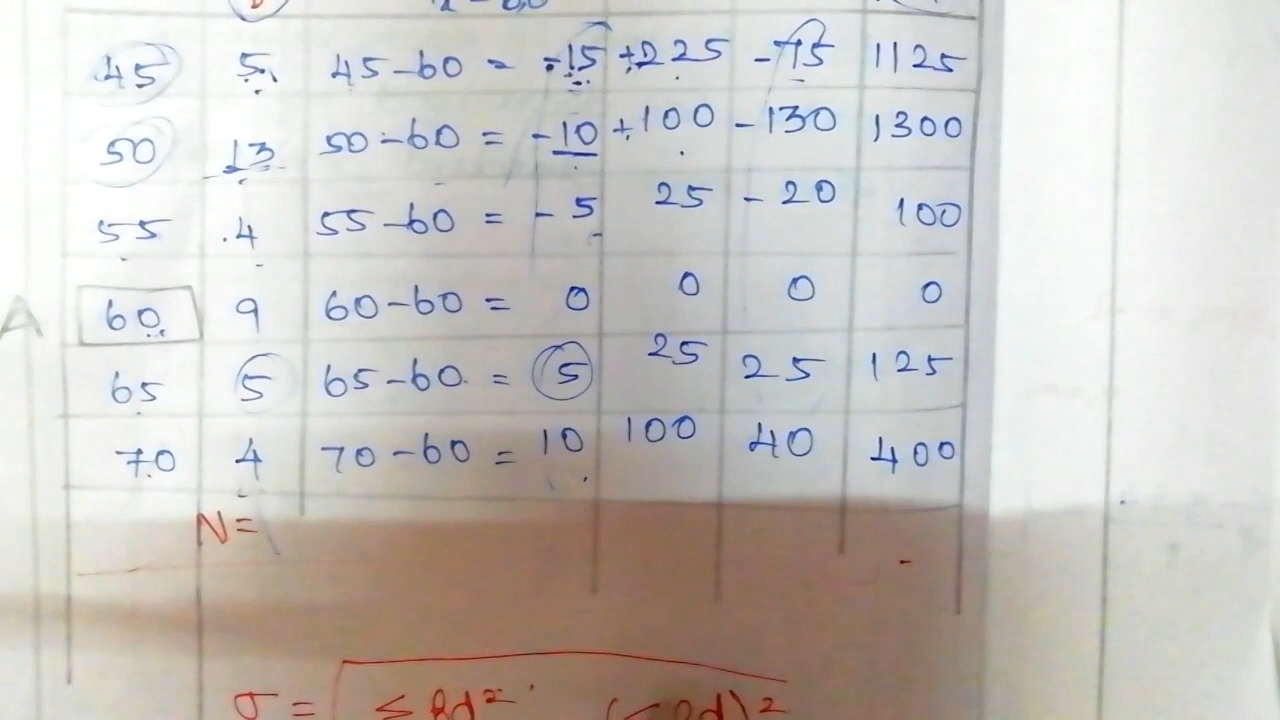 45 5 45-60 = -15 +225 -75 1125
50 13 50-60 = -10 +100 -130 1300
55 .4 55-60 = -5 25 -20 100
A 60 9 60-60 = 0 0 0 0
65 5 65-60 = 5 25 25 125
70 4 70-60 = 10 100 40 400
N=
σ = √